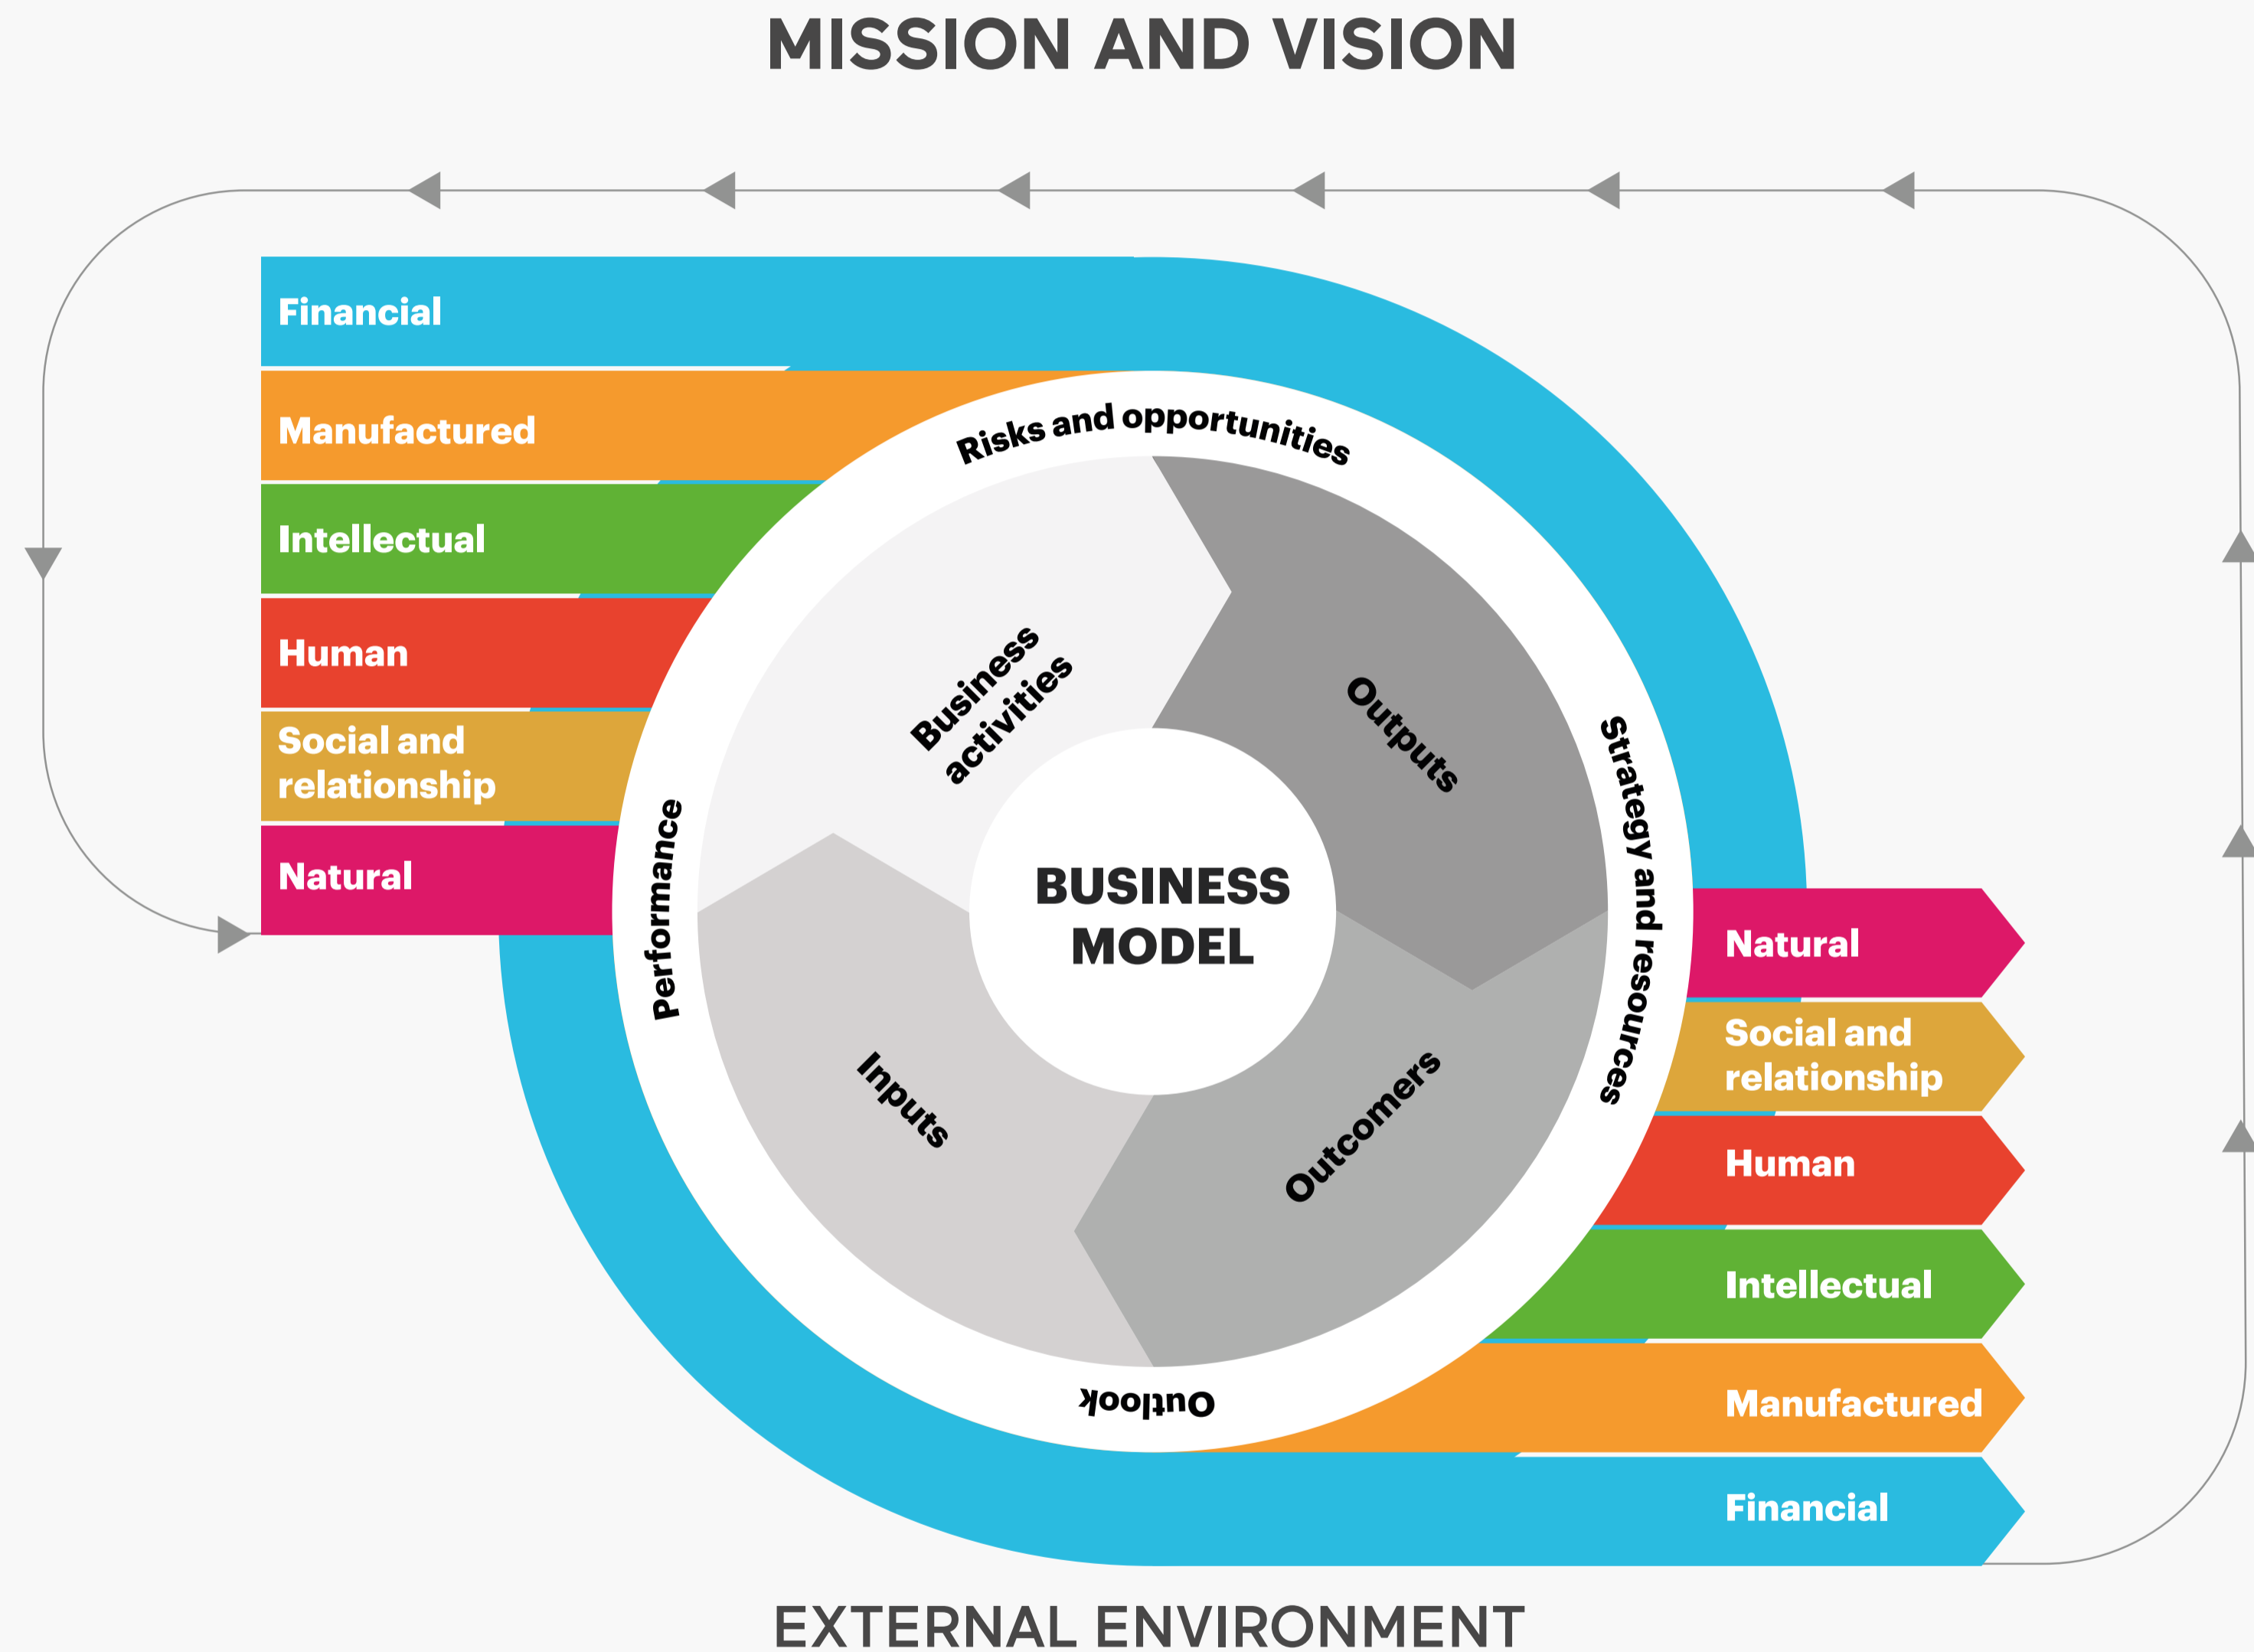 MISSION AND VISION
Financial
Manufactured
Intellectual
Human
Social and
relationship
Natural
Risks and opportunities
Strategy and resources
Outlook
Performance
Business
activities
Outputs
Outcomers
Inputs
BUSINESS
MODEL
Natural
Social and
relationship
Human
Intellectual
Manufactured
Financial
EXTERNAL ENVIRONMENT